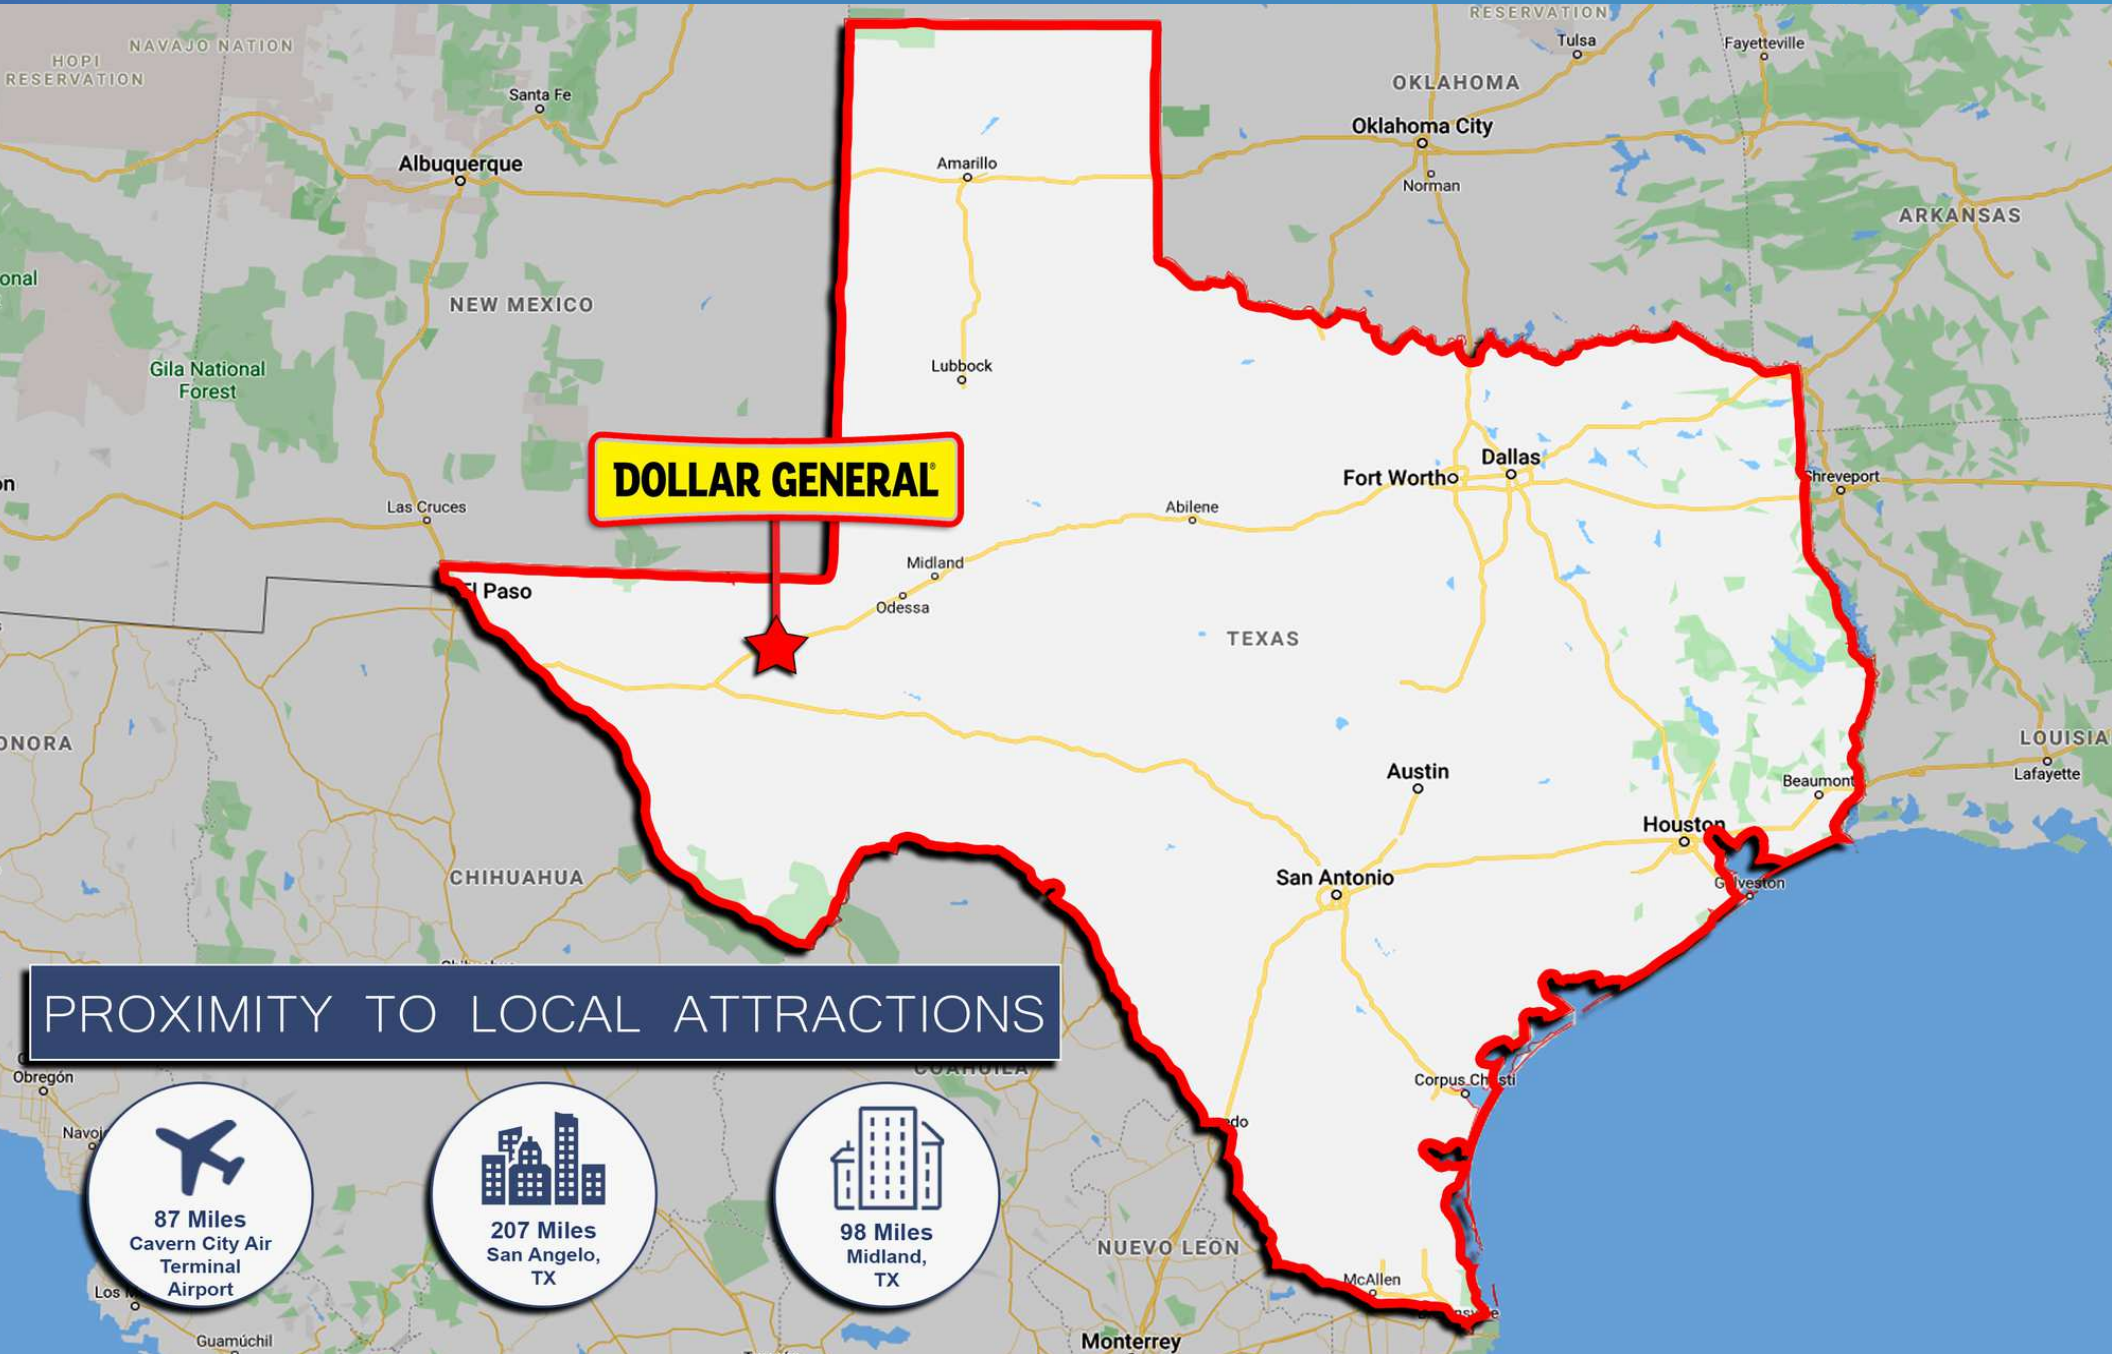 RESERVATION
Tulsa
Fayetteville
NAVAJO NATION
HOPI
RESERVATION
OKLAHOMA
Santa Fe
Oklahoma City
Albuquerque
Amarillo
Norman
ARKANSAS
onal
NEW MEXICO
Gila National
Forest
Lubbock
DOLLAR GENERAL®
Dallas
Fort Worth
Shreveport
on
Las Cruces
Abilene
Midland
El Paso
Odessa
TEXAS
ONORA
LOUISIA
Lafayette
Austin
Beaumont
Houston
CHIHUAHUA
San Antonio
Galveston
PROXIMITY TO LOCAL ATTRACTIONS
COAHUILA
Obregón
Corpus Christi
edo
Navoj
87 Miles
Cavern City Air
Terminal
Airport
207 Miles
San Angelo,
TX
98 Miles
Midland,
TX
NUEVO LEON
McAllen
Los M
Guamúchil
Monterrey